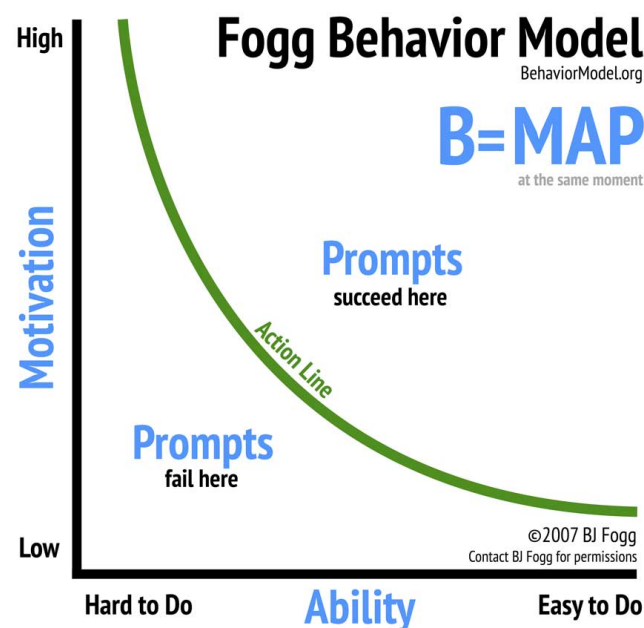 High
Fogg Behavior Model
BehaviorModel.org
B=MAP
at the same moment
Motivation
Prompts
succeed here
Action Line
Prompts
fail here
Low
©2007 BJ Fogg
Contact BJ Fogg for permissions
Hard to Do
Ability
Easy to Do